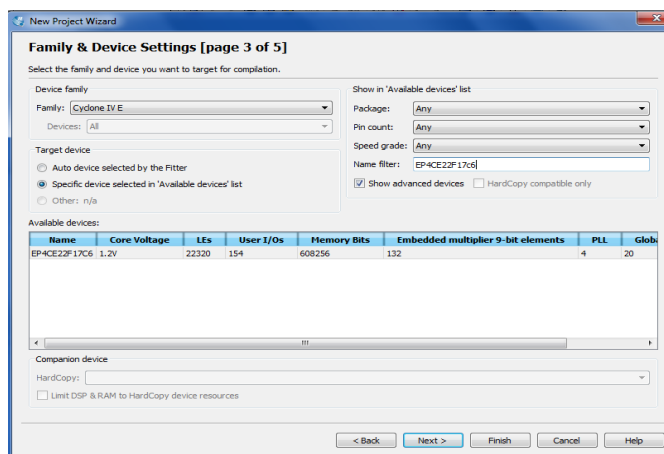 New Project Wizard
Family & Device Settings [page 3 of 5]
Select the family and device you want to target for compilation.
Device family
Family: Cyclone IV E
Devices: All
Target device
Auto device selected by the Fitter
Specific device selected in 'Available devices' list
Other: n/a
Show in 'Available devices' list
Package: Any
Pin count: Any
Speed grade: Any
Name filter: EP4CE22F17c6
Show advanced devices HardCopy compatible only
Available devices:
Name Core Voltage LEs User I/Os Memory Bits Embedded multiplier 9-bit elements PLL Globa
EP4CE22F17C6 1.2V 22320 154 608256 132 4 20
Companion device
HardCopy:
Limit DSP & RAM to HardCopy device resources
< Back Next > Finish Cancel Help